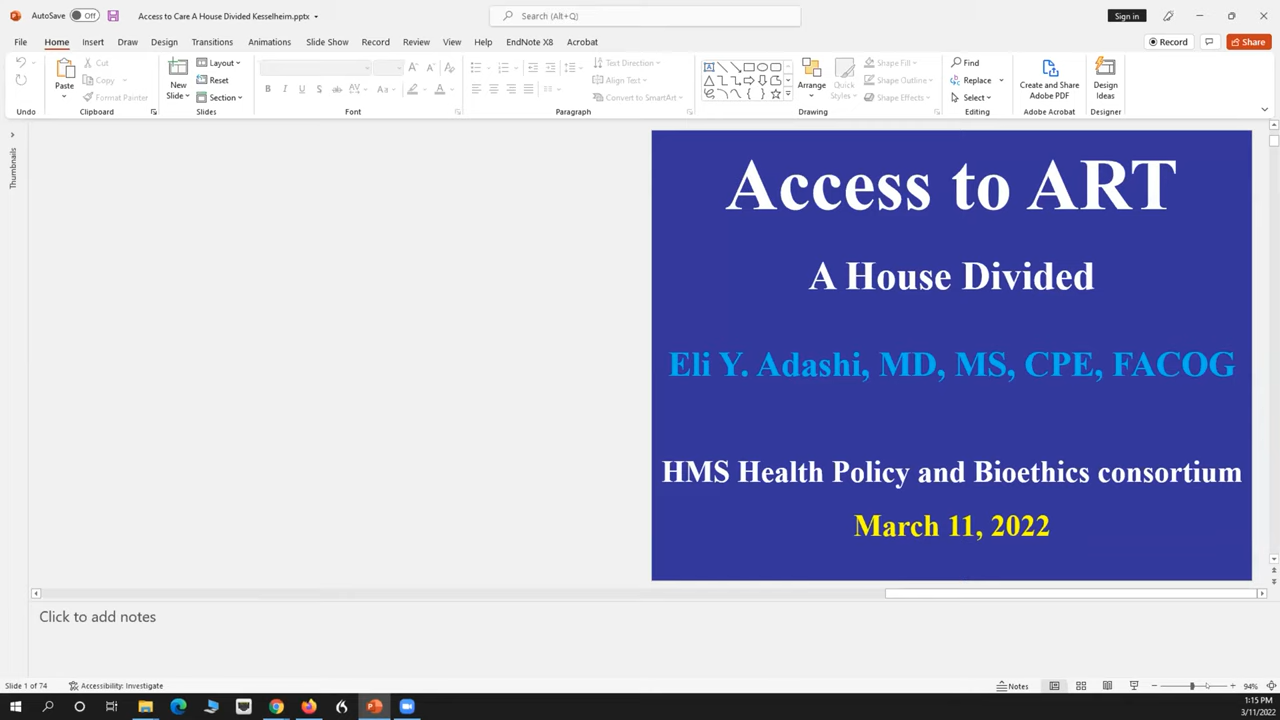 AutoSave Off
Access to Care A House Divided Kesselheim.pptx
Search (Alt+Q)
Sign in
File Home Insert Draw Design Transitions Animations Slide Show Record Review View Help EndNote X8 Acrobat
Record
Share
Paste
Cut
Copy
Format Painter
New
Slide
Layout
Reset
Section
Text Direction
Align Text
Convert to SmartArt
Arrange
Quick
Styles
Shape Fill
Shape Outline
Shape Effects
Find
Replace
Select
Create and Share
Adobe PDF
Design
Ideas
Undo Clipboard Slides Font Paragraph Drawing Editing Adobe Acrobat Designer
Thumbnails
Access to ART
A House Divided
Eli Y. Adashi, MD, MS, CPE, FACOG
HMS Health Policy and Bioethics consortium
March 11, 2022
Click to add notes
Slide 1 of 74 Accessibility: Investigate Notes 94%
1:15 PM
3/11/2022